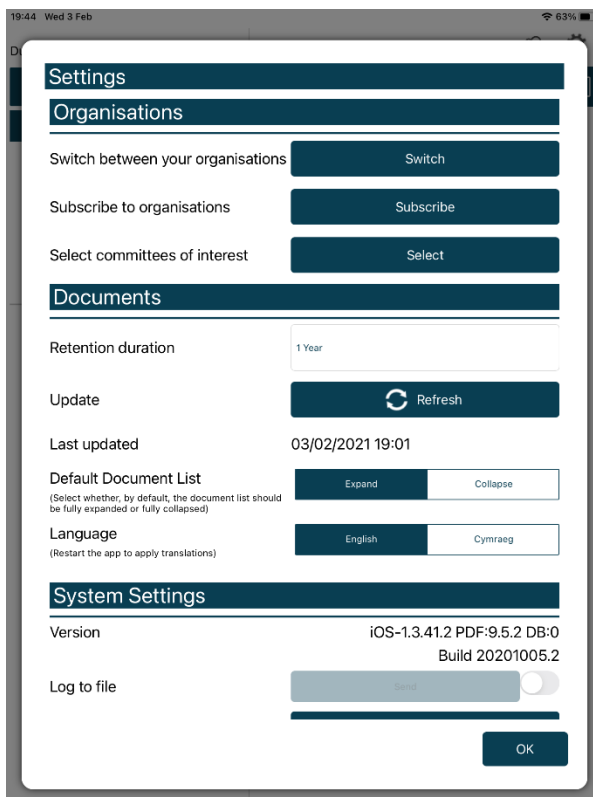 19:44 Wed 3 Feb
63%
Settings
Organisations
Switch between your organisations
Switch
Subscribe to organisations
Subscribe
Select committees of interest
Select
Documents
Retention duration
1 Year
Update
Refresh
Last updated
03/02/2021 19:01
Default Document List
Expand
Collapse
(Select whether, by default, the document list should
be fully expanded or fully collapsed)
Language
English
Cymraeg
(Restart the app to apply translations)
System Settings
Version
iOS-1.3.41.2 PDF:9.5.2 DB:0
Build 20201005.2
Log to file
Send
OK